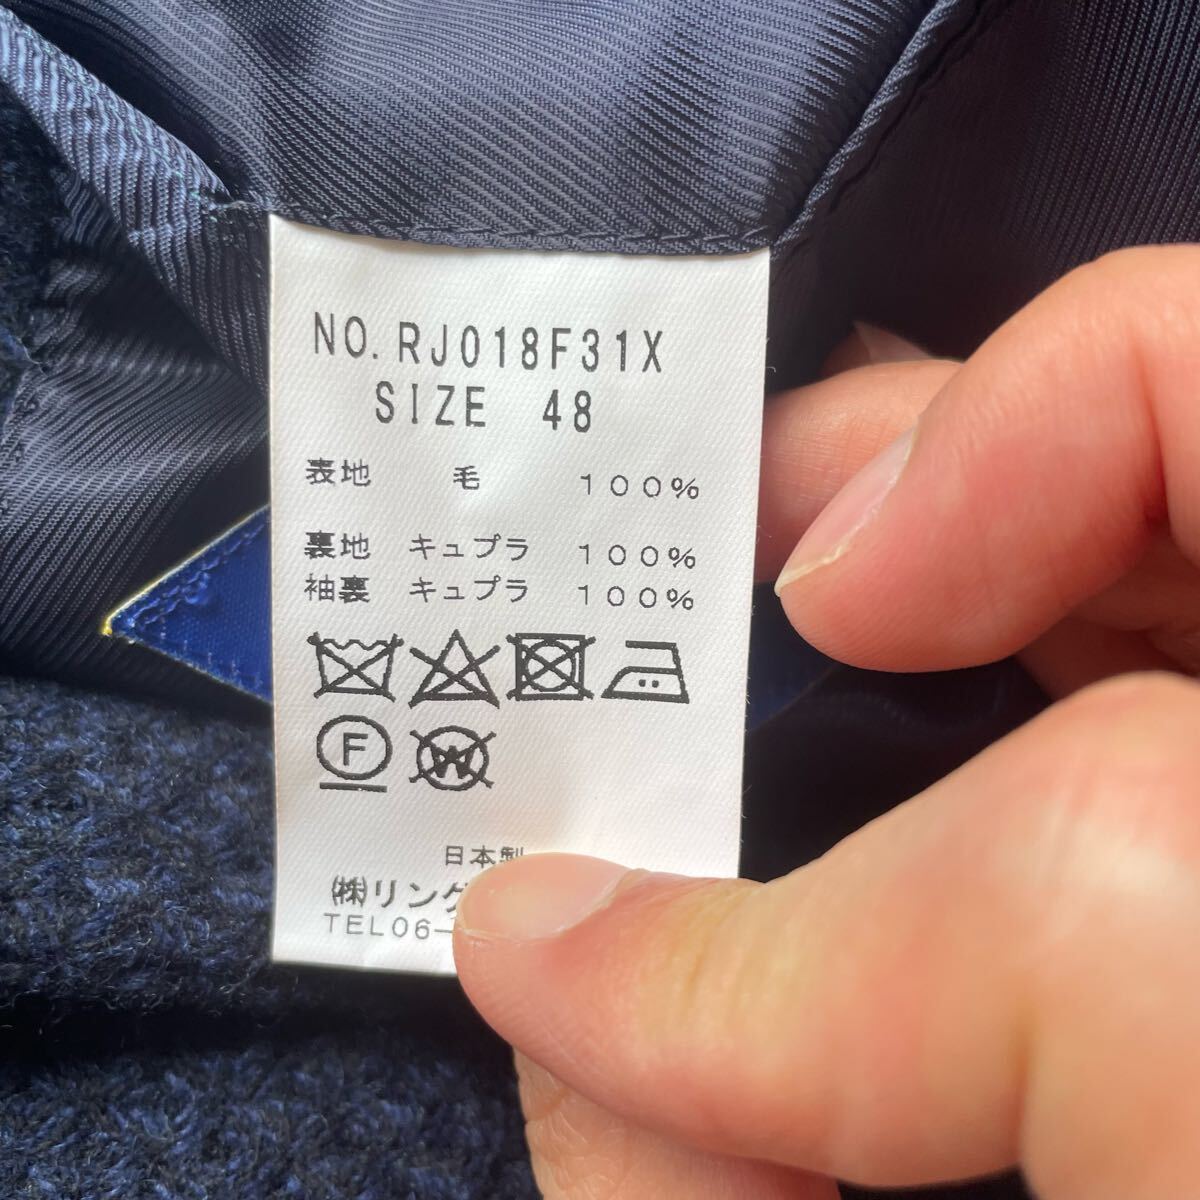 NO. RJ018F31X
SIZE 48
表地 毛 100%
裏地 キュプラ 100%
袖裏 キュプラ 100%
F
W
日本製
㈱リング
TEL06-